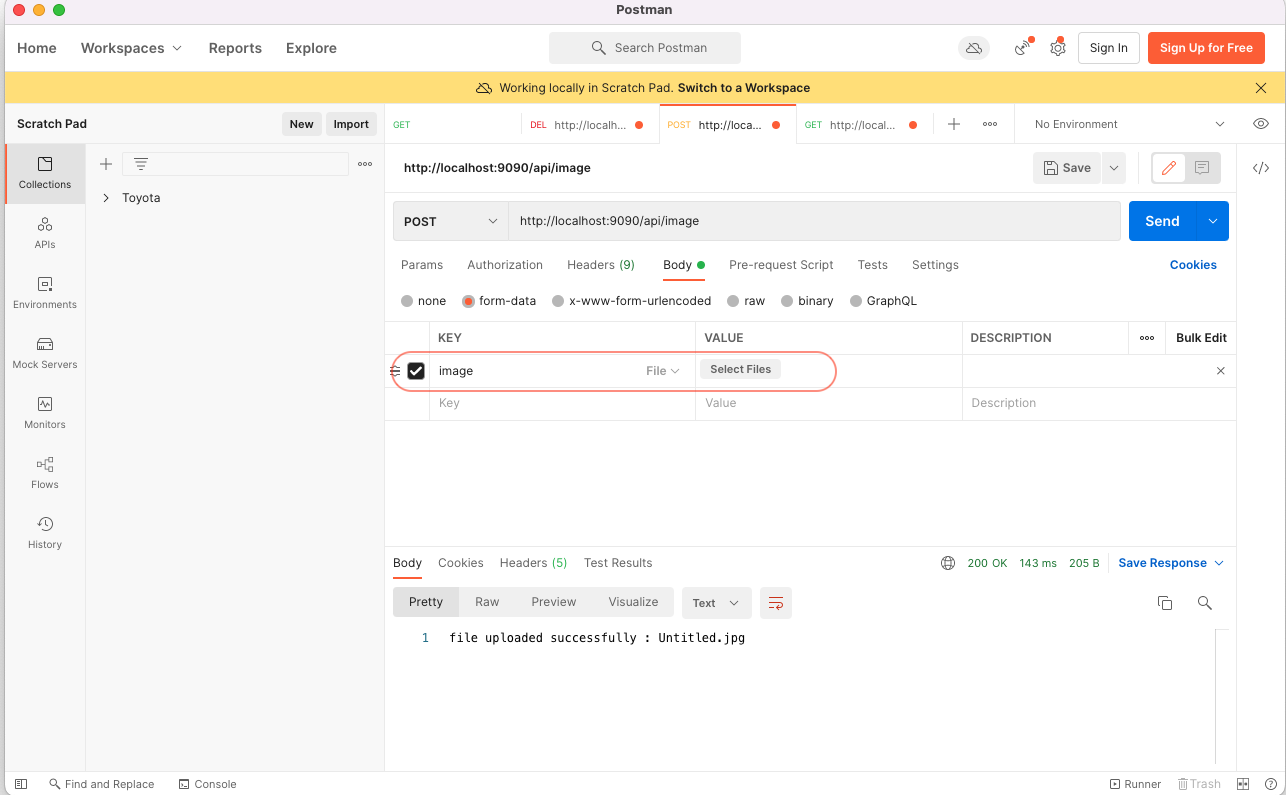 Postman
Home Workspaces Reports Explore Search Postman Sign In Sign Up for Free
Working locally in Scratch Pad. Switch to a Workspace
Scratch Pad New Import GET DEL http://localh... POST http://loca... GET http://local... No Environment
http://localhost:9090/api/image Save
Collections
Toyota
APIs
Environments
Mock Servers
Monitors
Flows
History
POST http://localhost:9090/api/image Send
Params Authorization Headers (9) Body Pre-request Script Tests Settings Cookies
none form-data x-www-form-urlencoded raw binary GraphQL
KEY VALUE DESCRIPTION Bulk Edit
image File Select Files
Key Value Description
Body Cookies Headers (5) Test Results 200 OK 143 ms 205 B Save Response
Pretty Raw Preview Visualize Text
1 file uploaded successfully : Untitled.jpg
Find and Replace Console Runner Trash